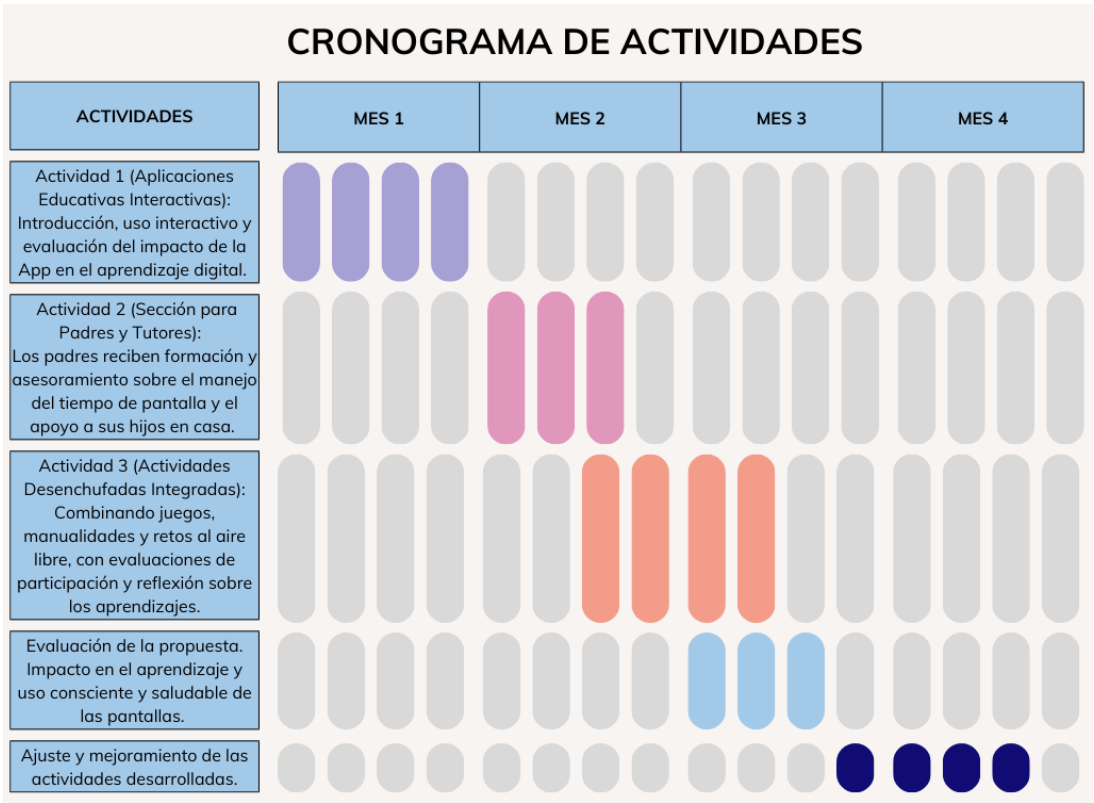 CRONOGRAMA DE ACTIVIDADES
ACTIVIDADES
MES 1
MES 2
MES 3
MES 4
Actividad 1 (Aplicaciones
Educativas Interactivas):
Introducción, uso interactivo y
evaluación del impacto de la
App en el aprendizaje digital.
Actividad 2 (Sección para
Padres y Tutores):
Los padres reciben formación y
asesoramiento sobre el manejo
del tiempo de pantalla y el
apoyo a sus hijos en casa.
Actividad 3 (Actividades
Desenchufadas Integradas):
Combinando juegos,
manualidades y retos al aire
libre, con evaluaciones de
participación y reflexión sobre
los aprendizajes.
Evaluación de la propuesta.
Impacto en el aprendizaje y
uso consciente y saludable de
las pantallas.
Ajuste y mejoramiento de las
actividades desarrolladas.